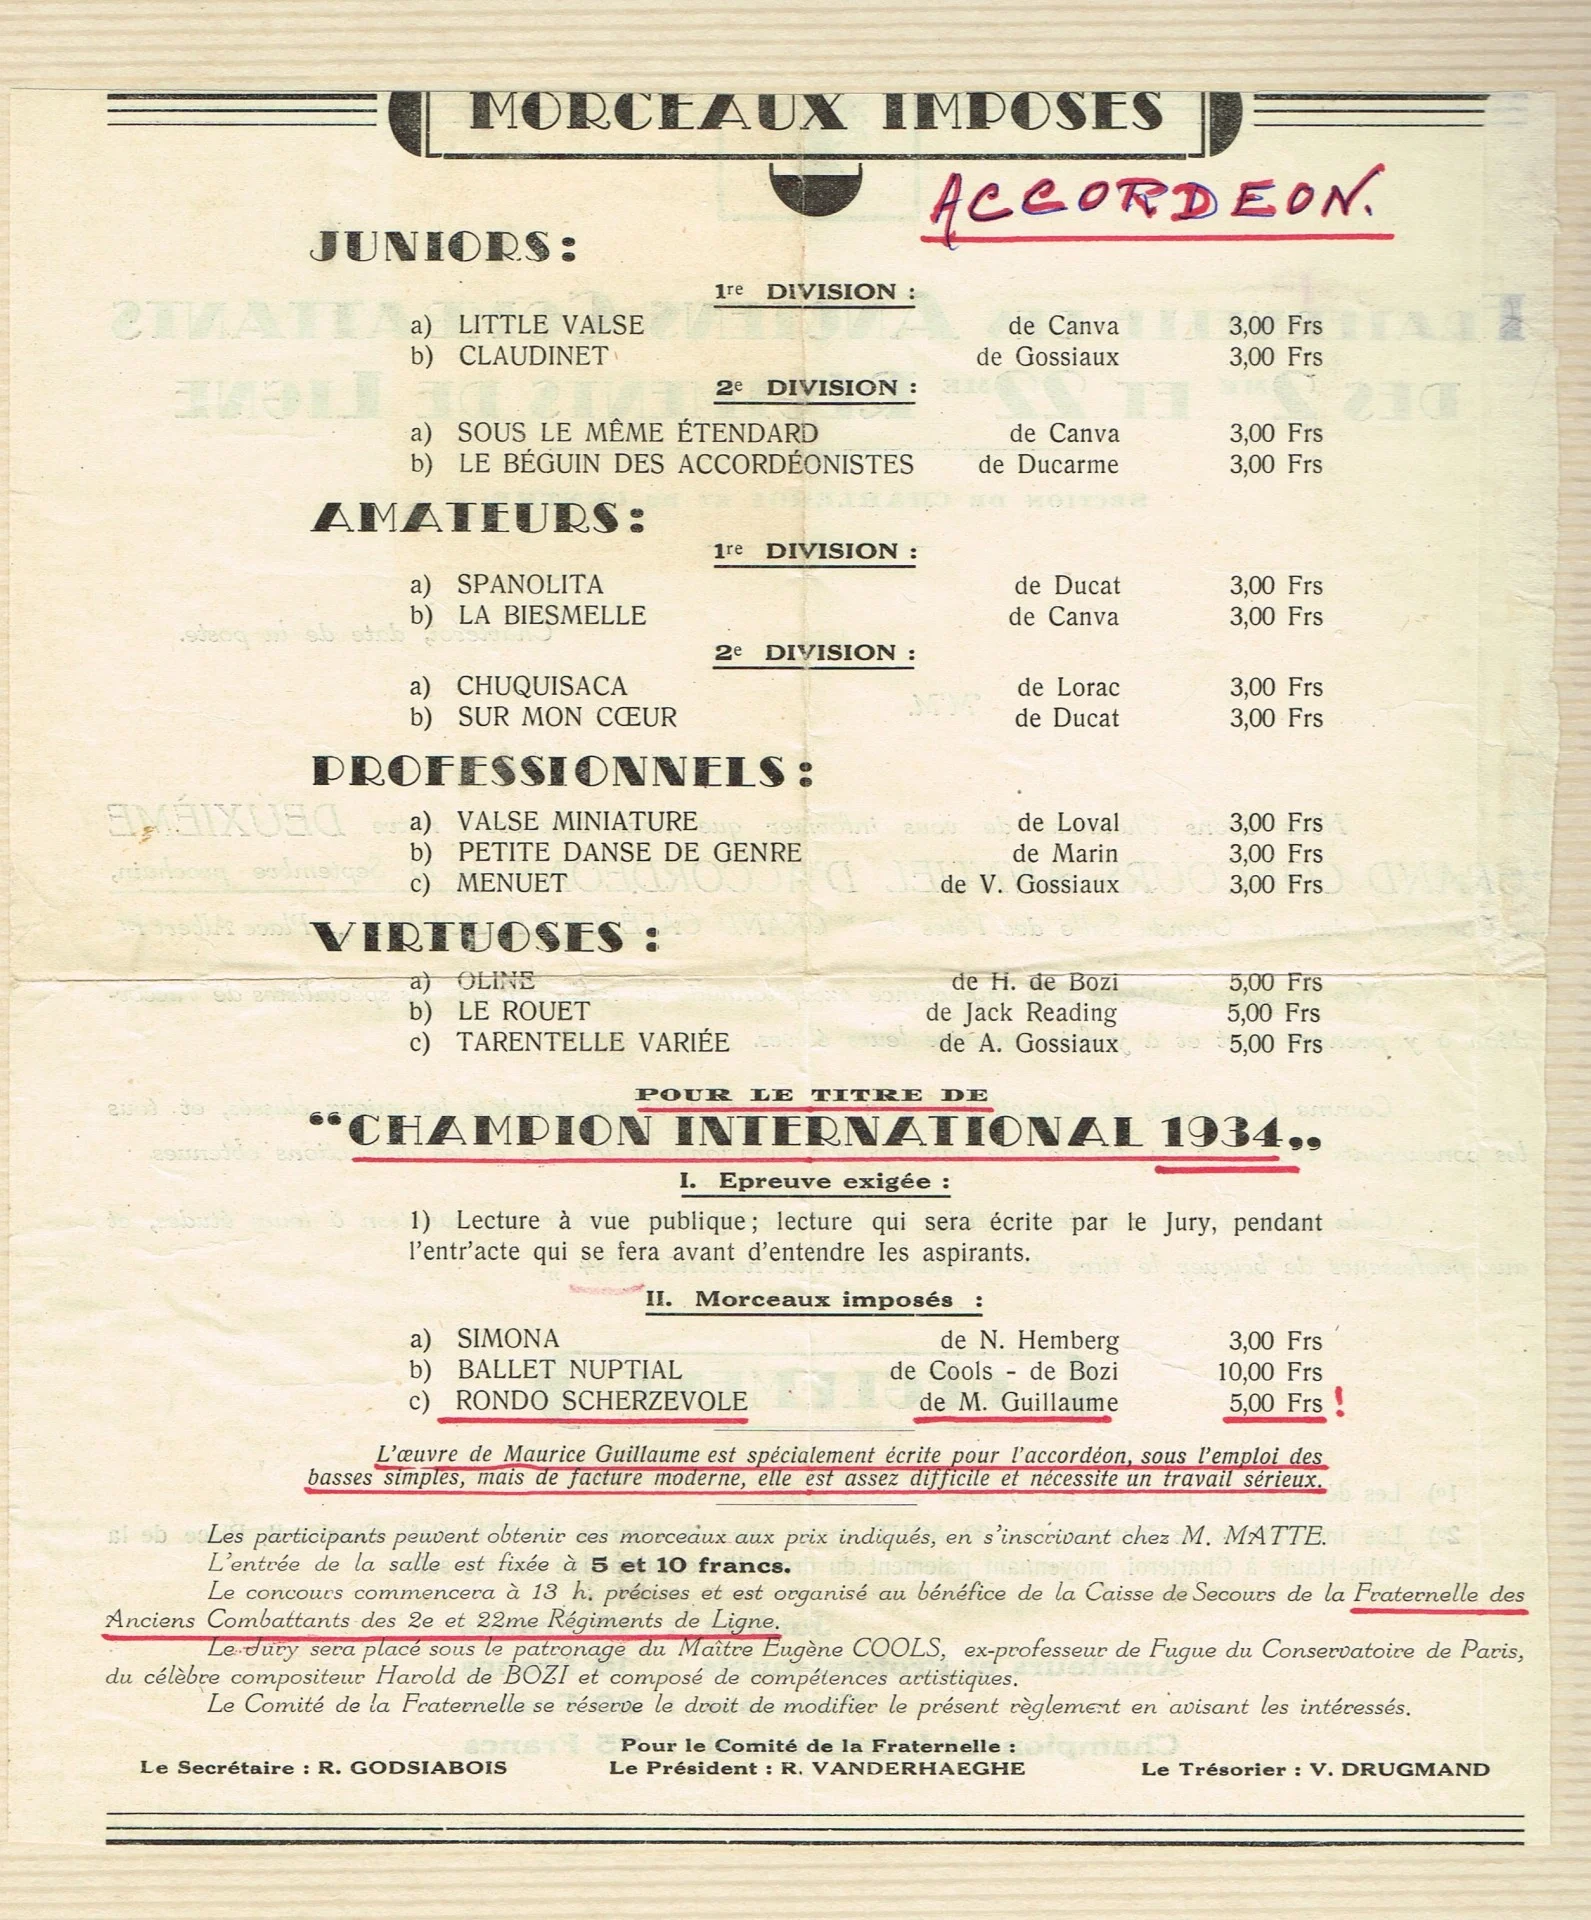 MORCEAUX IMPOSES
ACCORDEON.
JUNIORS :
1re DIVISION :
a) LITTLE VALSE de Canva 3,00 Frs
b) CLAUDINET de Gossiaux 3,00 Frs
2e DIVISION :
a) SOUS LE MÊME ÉTENDARD de Canva 3,00 Frs
b) LE BÉGUIN DES ACCORDÉONISTES de Ducarme 3,00 Frs
AMATEURS :
1re DIVISION :
a) SPANOLITA de Ducat 3,00 Frs
b) LA BIESMELLE de Canva 3,00 Frs
2e DIVISION :
a) CHUQUISACA de Lorac 3,00 Frs
b) SUR MON CŒUR de Ducat 3,00 Frs
PROFESSIONNELS :
a) VALSE MINIATURE de Loval 3,00 Frs
b) PETITE DANSE DE GENRE de Marin 3,00 Frs
c) MENUET de V. Gossiaux 3,00 Frs
VIRTUOSES :
a) OLINE de H. de Bozi 5,00 Frs
b) LE ROUET de Jack Reading 5,00 Frs
c) TARENTELLE VARIÉE de A. Gossiaux 5,00 Frs
POUR LE TITRE DE
“CHAMPION INTERNATIONAL 1934„
I. Epreuve exigée :
1) Lecture à vue publique ; lecture qui sera écrite par le Jury, pendant
l'entr'acte qui se fera avant d'entendre les aspirants.
II. Morceaux imposés :
a) SIMONA de N. Hemberg 3,00 Frs
b) BALLET NUPTIAL de Cools - de Bozi 10,00 Frs
c) RONDO SCHERZEVOLE de M. Guillaume 5,00 Frs !
L'œuvre de Maurice Guillaume est spécialement écrite pour l'accordéon, sous l'emploi des
basses simples, mais de facture moderne, elle est assez difficile et nécessite un travail sérieux.
Les participants peuvent obtenir ces morceaux aux prix indiqués, en s'inscrivant chez M. MATTE.
L'entrée de la salle est fixée à 5 et 10 francs.
Le concours commencera à 13 h. précises et est organisé au bénéfice de la Caisse de Secours de la Fraternelle des
Anciens Combattants des 2e et 22me Régiments de Ligne.
Le Jury sera placé sous le patronage du Maître Eugène COOLS, ex-professeur de Fugue du Conservatoire de Paris,
du célèbre compositeur Harold de BOZI et composé de compétences artistiques.
Le Comité de la Fraternelle se réserve le droit de modifier le présent règlement en avisant les intéressés.
Pour le Comité de la Fraternelle :
Le Secrétaire : R. GODSIABOIS Le Président : R. VANDERHAEGHE Le Trésorier : V. DRUGMAND